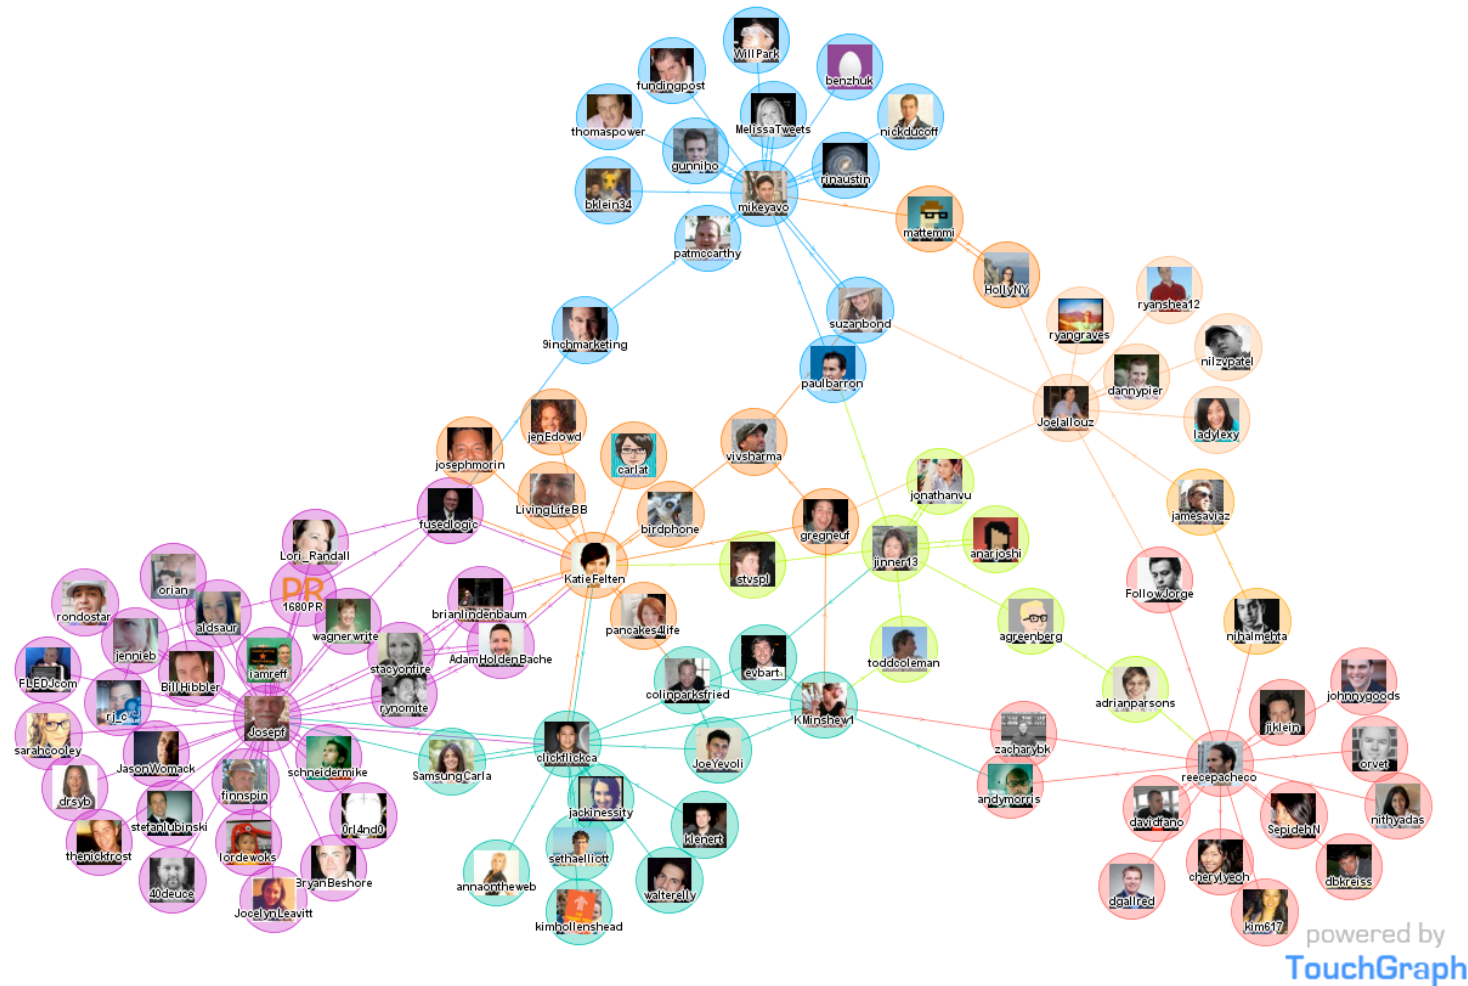 WillPark
fundingpost
benzhuk
thomaspower
MelissaTweets
nickducoff
gunniho
rinaustin
bklein34
mikeyavo
mattemmi
patmccarthy
HollyNY
ryanshea12
suzanbond
ryangraves
9inchmarketing
nilzvpatel
paulbarron
dannypier
Joelallouz
ladylexy
jenEdowd
josephmorin
vivsharma
carlat
jonathanvu
LivingLifeBB
jamesaviaz
fusedlogic
birdphone
gregneuf
Lori_Randall
anarjoshi
jinner13
KatieFelten
stvspl
FollowJorge
orian
PR
1680PR
rondostar
aldsaur
wagnerwrite
brianlindenbaum
pancakes4life
agreenberg
nihalmehta
jennieb
stacyonfire
AdamHoldenBache
toddcoleman
FLEDJcom
BillHibbler
iamreff
evbart
colinparksfried
adrianparsons
johnnygoods
rj_c
rynomite
KMinshew1
jiklein
sarahcooley
Josepf
zacharybk
clickflickca
JoeYevoli
orvet
JasonWomack
schneidermike
SamsungCarla
reecepacheco
drsyb
finnspin
andymorris
jackinessity
stefanlubinski
0rl4nd0
klenert
davidfano
SepidehN
nithyadas
thenickfrost
lordewoks
sethaelliott
40deuce
BryanBeshore
annaontheweb
walterelly
cherylyeoh
dbkreiss
dgallred
JocelynLeavitt
kimhollenshead
kim617
powered by
TouchGraph